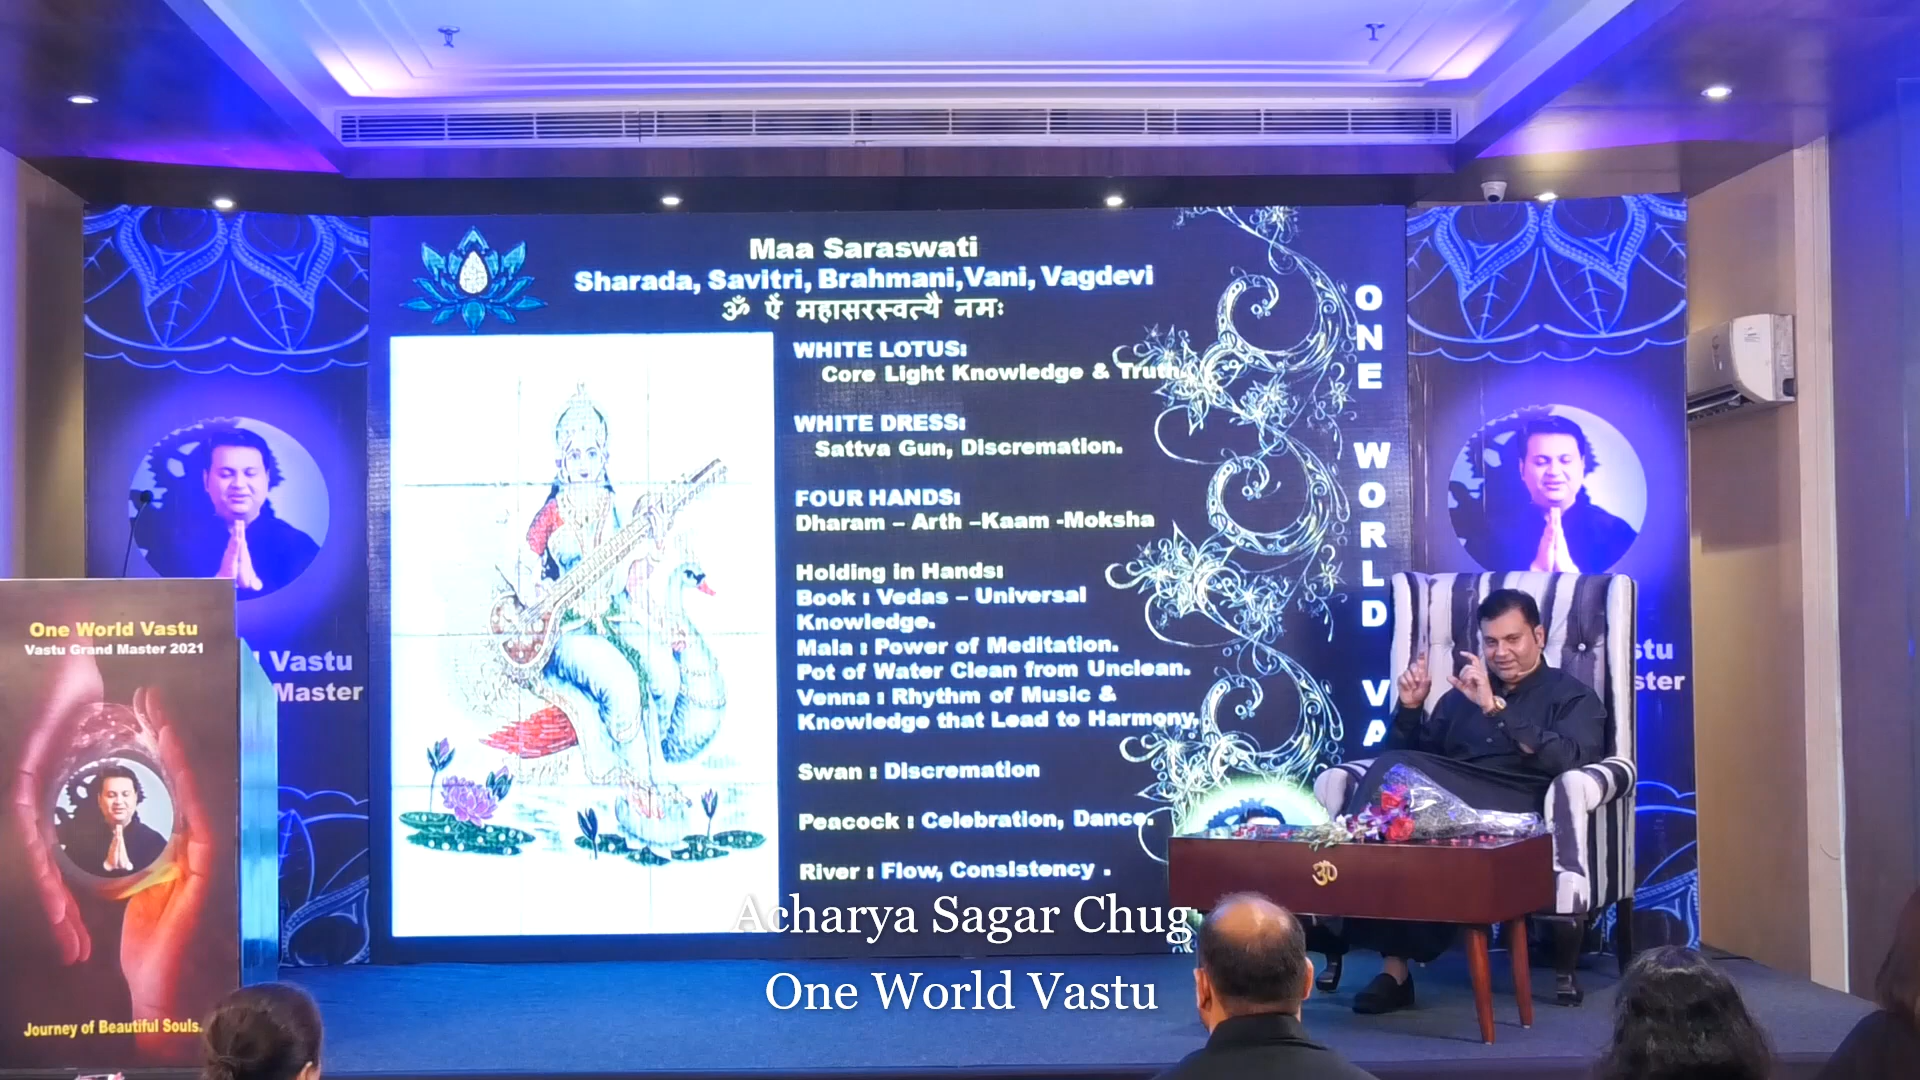 Maa Saraswati
Sharada, Savitri, Brahmani,Vani, Vagdevi
ॐ ऐं महासरस्वत्यै नमः
WHITE LOTUS:
Core Light Knowledge & Truth
WHITE DRESS:
Sattva Gun, Discremation.
FOUR HANDS:
Dharam – Arth –Kaam -Moksha
Holding in Hands:
Book : Vedas – Universal
Knowledge.
Mala : Power of Meditation.
Pot of Water Clean from Unclean.
Venna : Rhythm of Music &
Knowledge that Lead to Harmony.
Swan : Discremation
Peacock : Celebration, Dance.
River : Flow, Consistency .
ONE WORLD VA
One World Vastu
Vastu Grand Master 2021
Journey of Beautiful Souls.
Vastu
Master
stu
ster
ॐ
Acharya Sagar Chug
One World Vastu